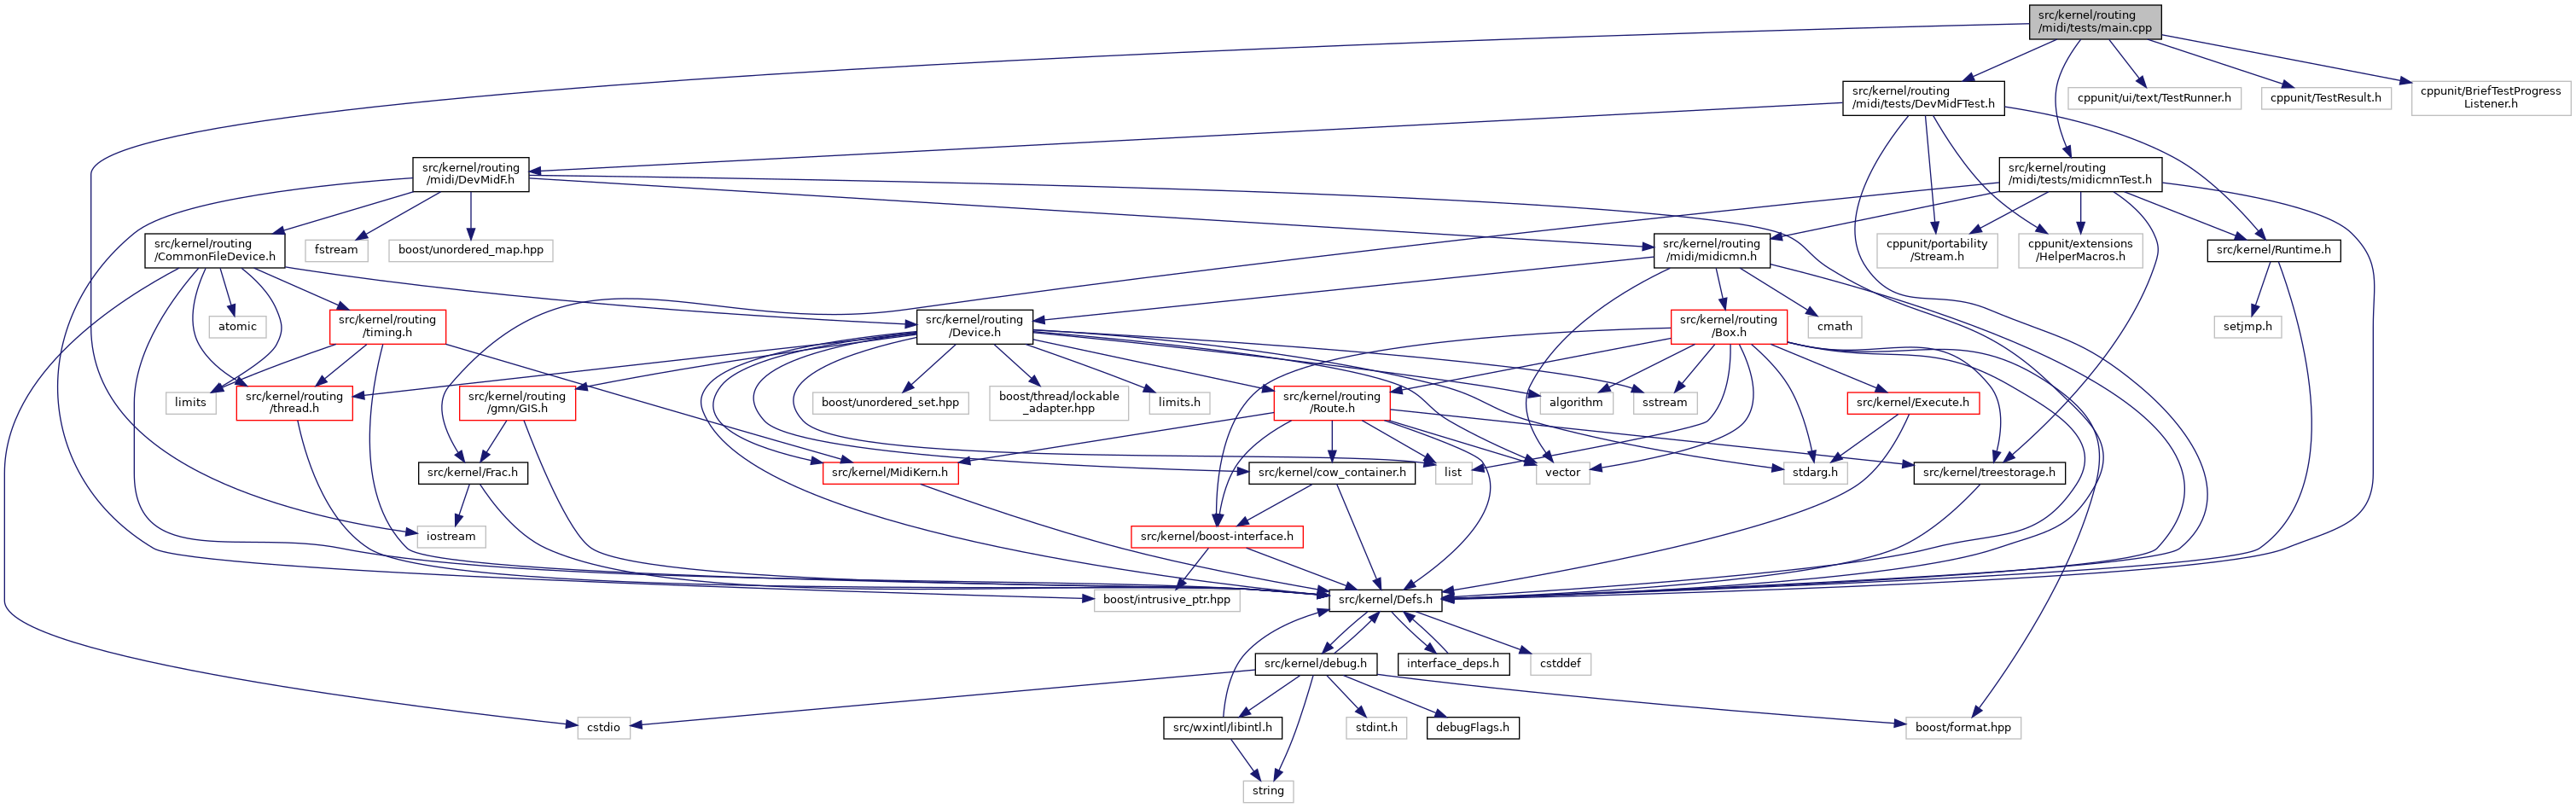 src/kernel/routing
/midi/tests/main.cpp
src/kernel/routing
/midi/tests/DevMidFTest.h
cppunit/ui/text/TestRunner.h
cppunit/TestResult.h
cppunit/BriefTestProgress
Listener.h
src/kernel/routing
/midi/DevMidF.h
src/kernel/routing
/midi/tests/midicmnTest.h
src/kernel/routing
/CommonFileDevice.h
fstream
boost/unordered_map.hpp
src/kernel/routing
/midi/midicmn.h
cppunit/portability
/Stream.h
cppunit/extensions
/HelperMacros.h
src/kernel/Runtime.h
atomic
src/kernel/routing
/timing.h
src/kernel/routing
/Device.h
src/kernel/routing
/Box.h
cmath
setjmp.h
limits
src/kernel/routing
/thread.h
src/kernel/routing
/gmn/GIS.h
boost/unordered_set.hpp
boost/thread/lockable
_adapter.hpp
limits.h
src/kernel/routing
/Route.h
algorithm
sstream
src/kernel/Execute.h
src/kernel/Frac.h
src/kernel/MidiKern.h
src/kernel/cow_container.h
list
vector
stdarg.h
src/kernel/treestorage.h
iostream
src/kernel/boost-interface.h
boost/intrusive_ptr.hpp
src/kernel/Defs.h
src/kernel/debug.h
interface_deps.h
cstddef
cstdio
src/wxintl/libintl.h
stdint.h
debugFlags.h
boost/format.hpp
string